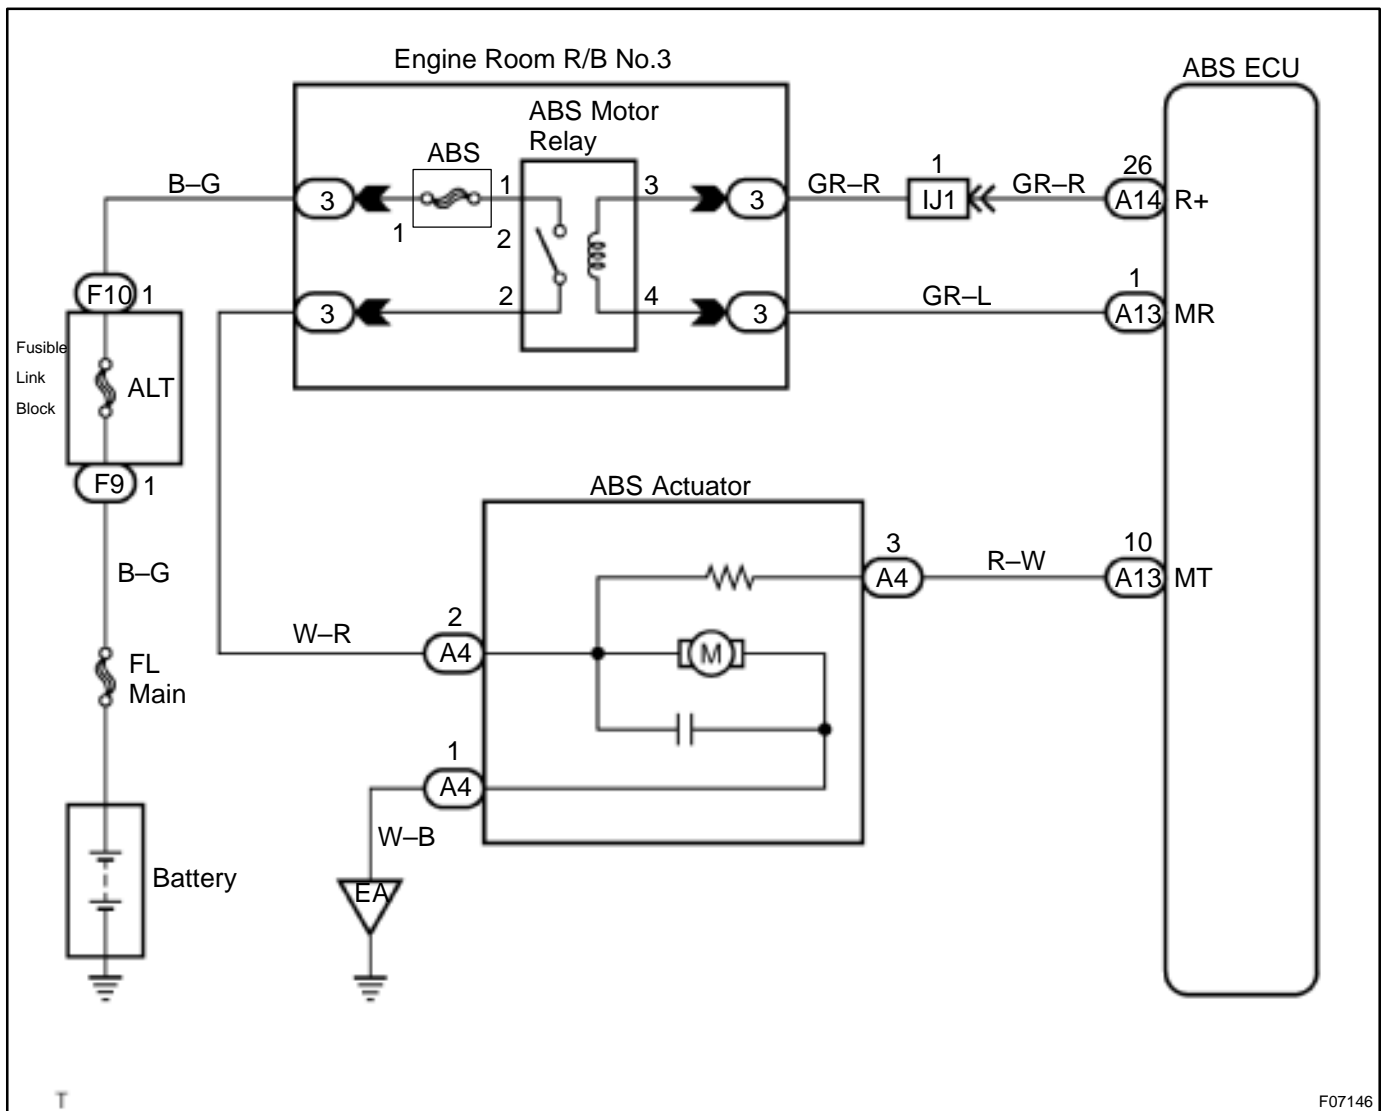 Engine Room R/B No.3
ABS ECU
ABS Motor
Relay
ABS
B–G
3
1
1
2
3
3
GR–R
1
IJ1
GR–R
26
A14
R+
3
2
4
3
GR–L
1
A13
MR
F10
1
Fusible
Link
Block
ALT
F9
1
B–G
FL
Main
Battery
ABS Actuator
3
A4
R–W
10
A13
MT
W–R
2
A4
M
1
A4
W–B
EA
T
F07146